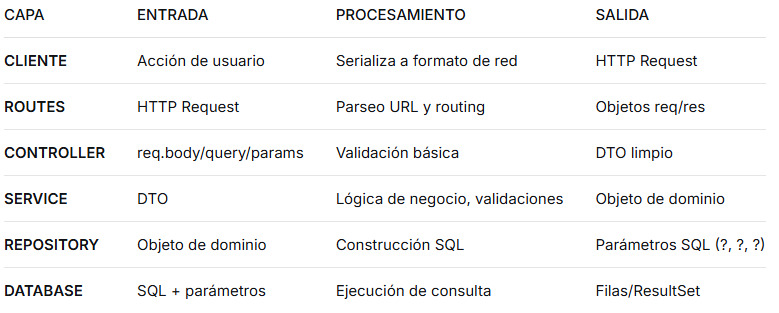 CAPA ENTRADA PROCESAMIENTO SALIDA
CLIENTE Acción de usuario Serializa a formato de red HTTP Request
ROUTES HTTP Request Parseo URL y routing Objetos req/res
CONTROLLER req.body/query/params Validación básica DTO limpio
SERVICE DTO Lógica de negocio, validaciones Objeto de dominio
REPOSITORY Objeto de dominio Construcción SQL Parámetros SQL (?, ?, ?)
DATABASE SQL + parámetros Ejecución de consulta Filas/ResultSet